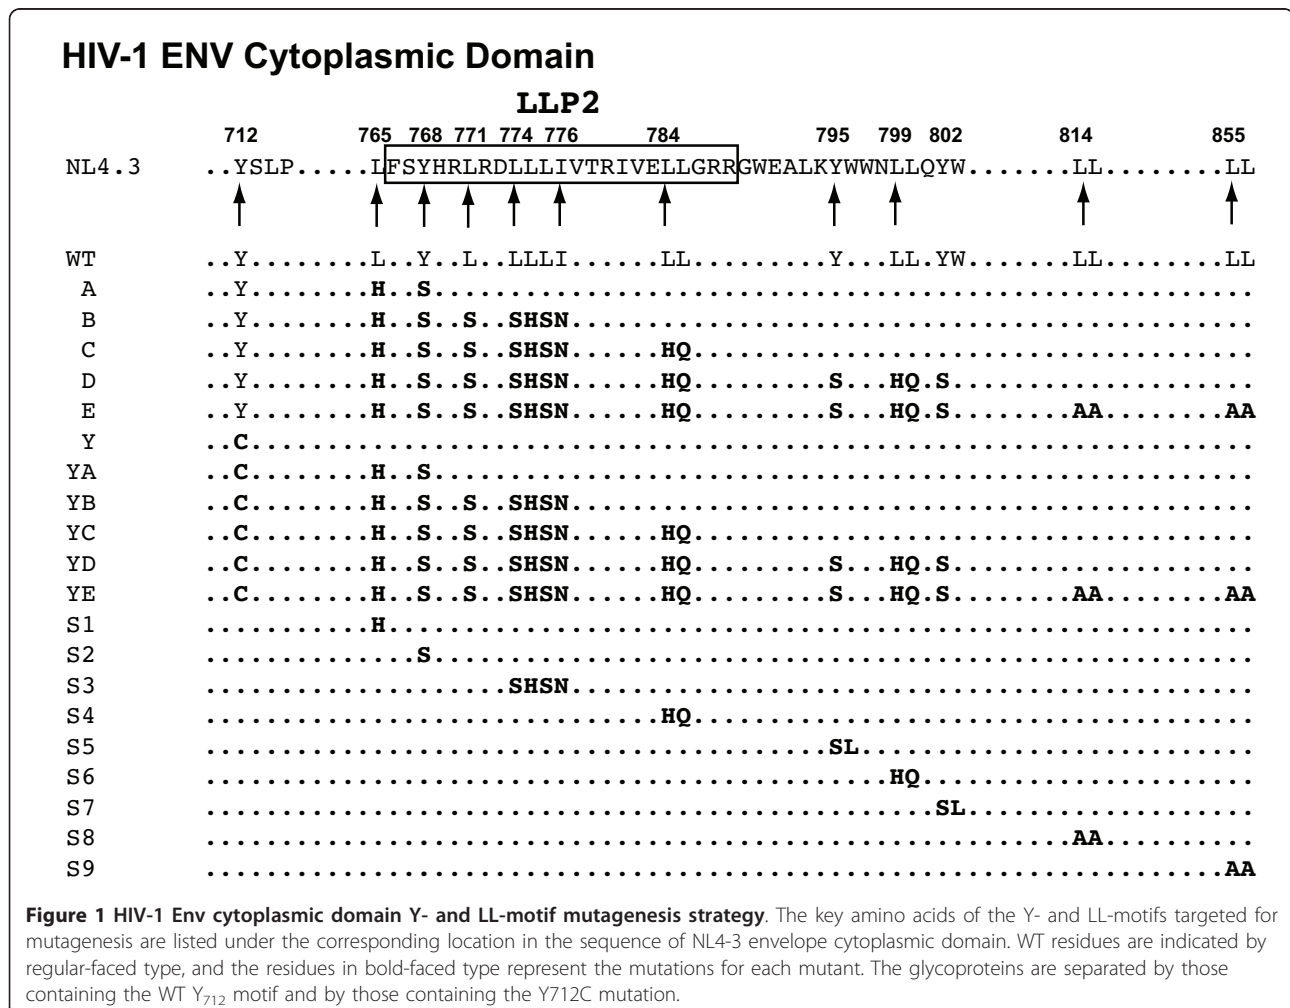 HIV-1 ENV Cytoplasmic Domain
LLP2
712 765 768 771 774 776 784 795 799 802 814 855
NL4.3 ..YSLP.....LFSYHRLRDLLLIVTRIVELLGRRGWEALKYWWNLLQYW.......LL........LL
WT ..Y........L..Y..L..LLLI......LL.........Y...LL.YW.......LL........LL
A ..Y........H..S......................................................
B ..Y........H..S..S..SHSN.............................................
C ..Y........H..S..S..SHSN......HQ.....................................
D ..Y........H..S..S..SHSN......HQ.........S...HQ.S....................
E ..Y........H..S..S..SHSN......HQ.........S...HQ.S........AA........AA
Y ..C..................................................................
YA ..C........H..S......................................................
YB ..C........H..S..S..SHSN.............................................
YC ..C........H..S..S..SHSN......HQ.....................................
YD ..C........H..S..S..SHSN......HQ.........S...HQ.S....................
YE ..C........H..S..S..SHSN......HQ.........S...HQ.S........AA........AA
S1 ...........H.........................................................
S2 ..............S......................................................
S3 ....................SHSN.............................................
S4 ..............................HQ.....................................
S5 .........................................SL..........................
S6 .............................................HQ......................
S7 ................................................SL...................
S8 .........................................................AA..........
S9 ...................................................................AA
Figure 1 HIV-1 Env cytoplasmic domain Y- and LL-motif mutagenesis strategy. The key amino acids of the Y- and LL-motifs targeted for
mutagenesis are listed under the corresponding location in the sequence of NL4-3 envelope cytoplasmic domain. WT residues are indicated by
regular-faced type, and the residues in bold-faced type represent the mutations for each mutant. The glycoproteins are separated by those
containing the WT Y712 motif and by those containing the Y712C mutation.